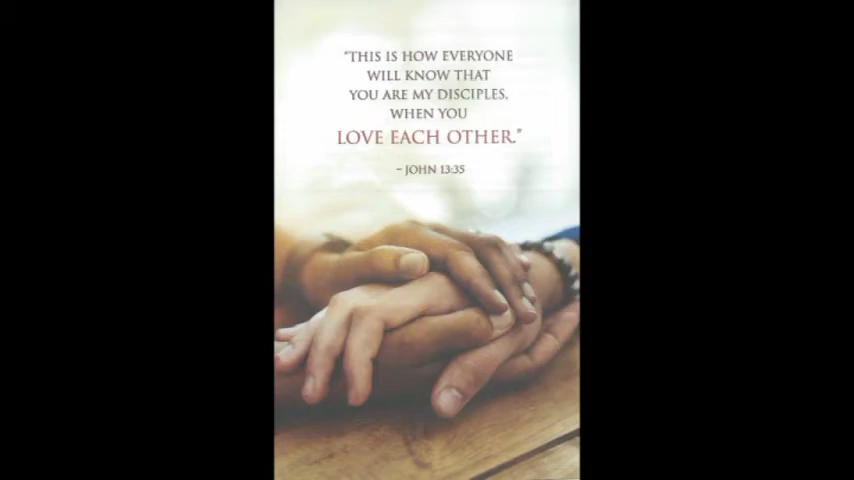 "THIS IS HOW EVERYONE
WILL KNOW THAT
YOU ARE MY DISCIPLES,
WHEN YOU
LOVE EACH OTHER."
~ JOHN 13:35